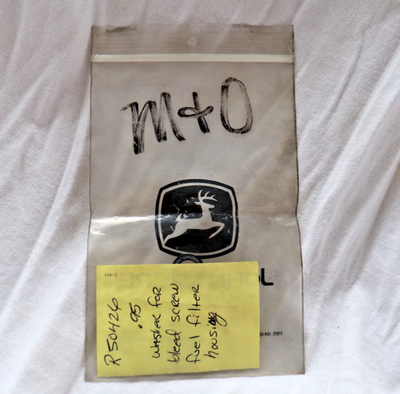 M+O
R50426
.95
washer for
bleed screw
fuel filter
housing